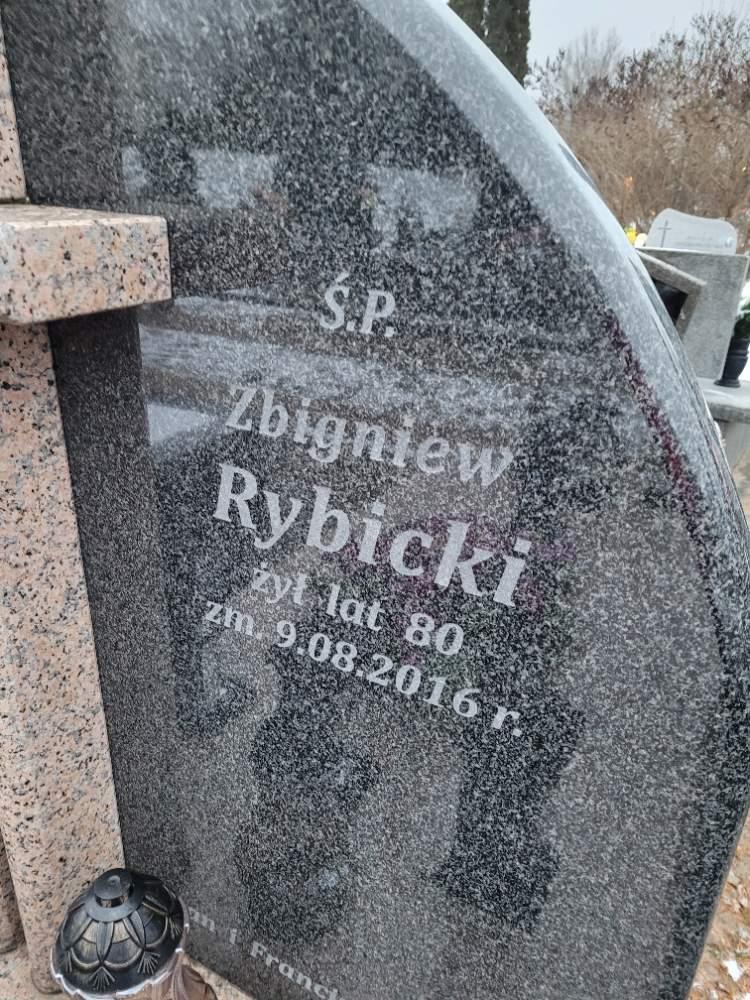 Ś.P.
Zbigniew
Rybicki
żył lat 80
zm. 9.08.2016 r.